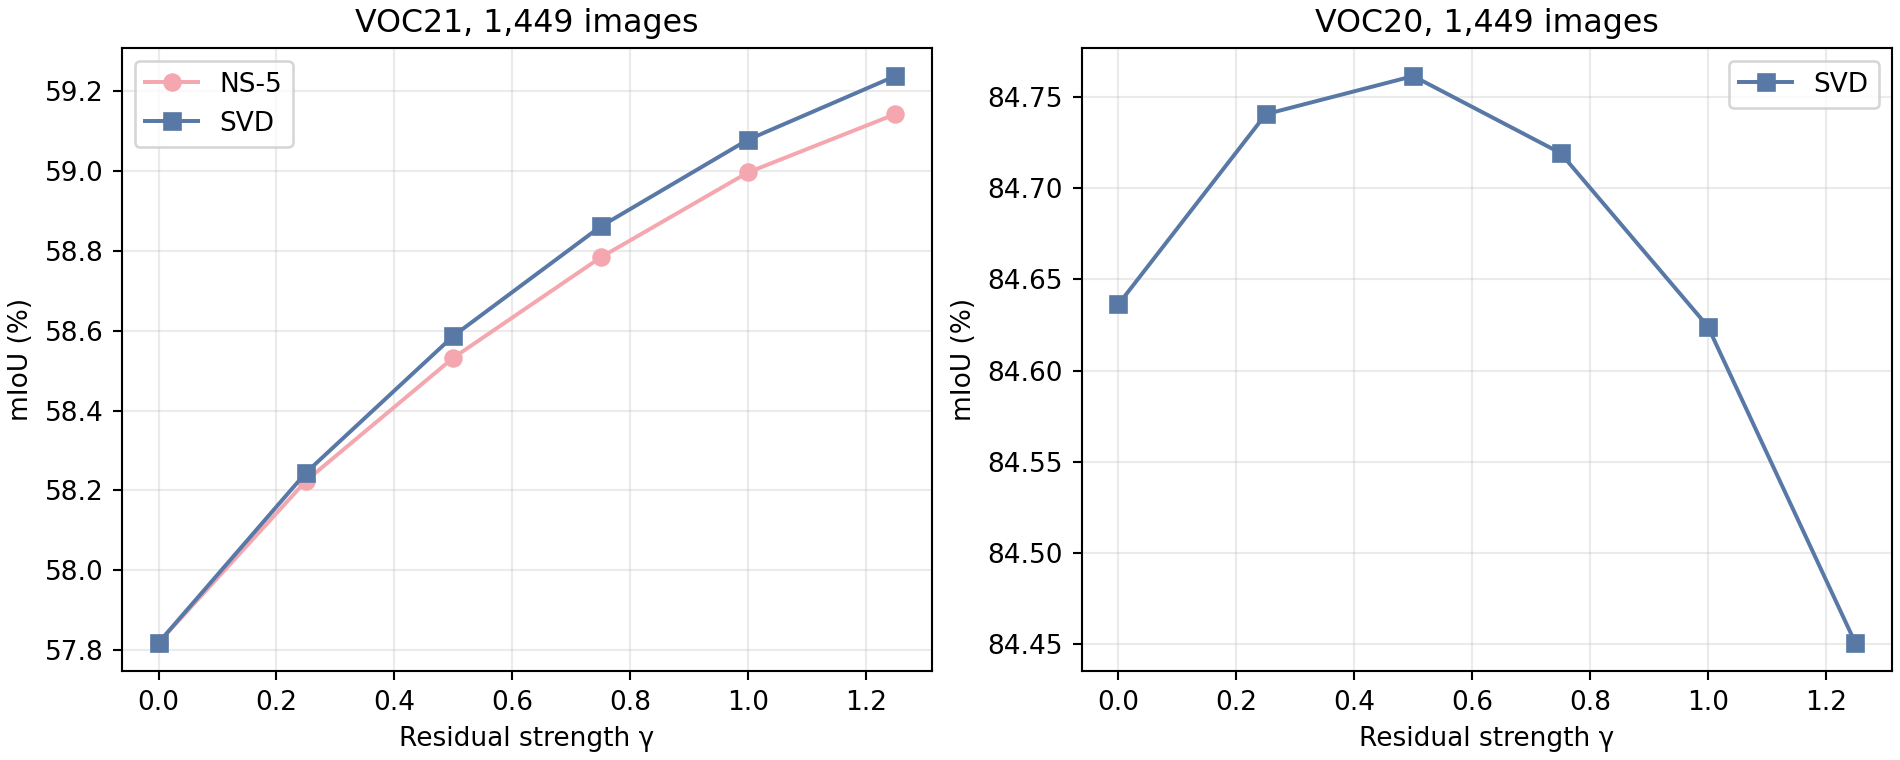 VOC21, 1,449 images
NS-5
SVD
59.2
59.0
58.8
58.6
58.4
58.2
58.0
57.8
mIoU (%)
0.0 0.2 0.4 0.6 0.8 1.0 1.2
Residual strength γ
VOC20, 1,449 images
SVD
84.75
84.70
84.65
84.60
84.55
84.50
84.45
mIoU (%)
0.0 0.2 0.4 0.6 0.8 1.0 1.2
Residual strength γ